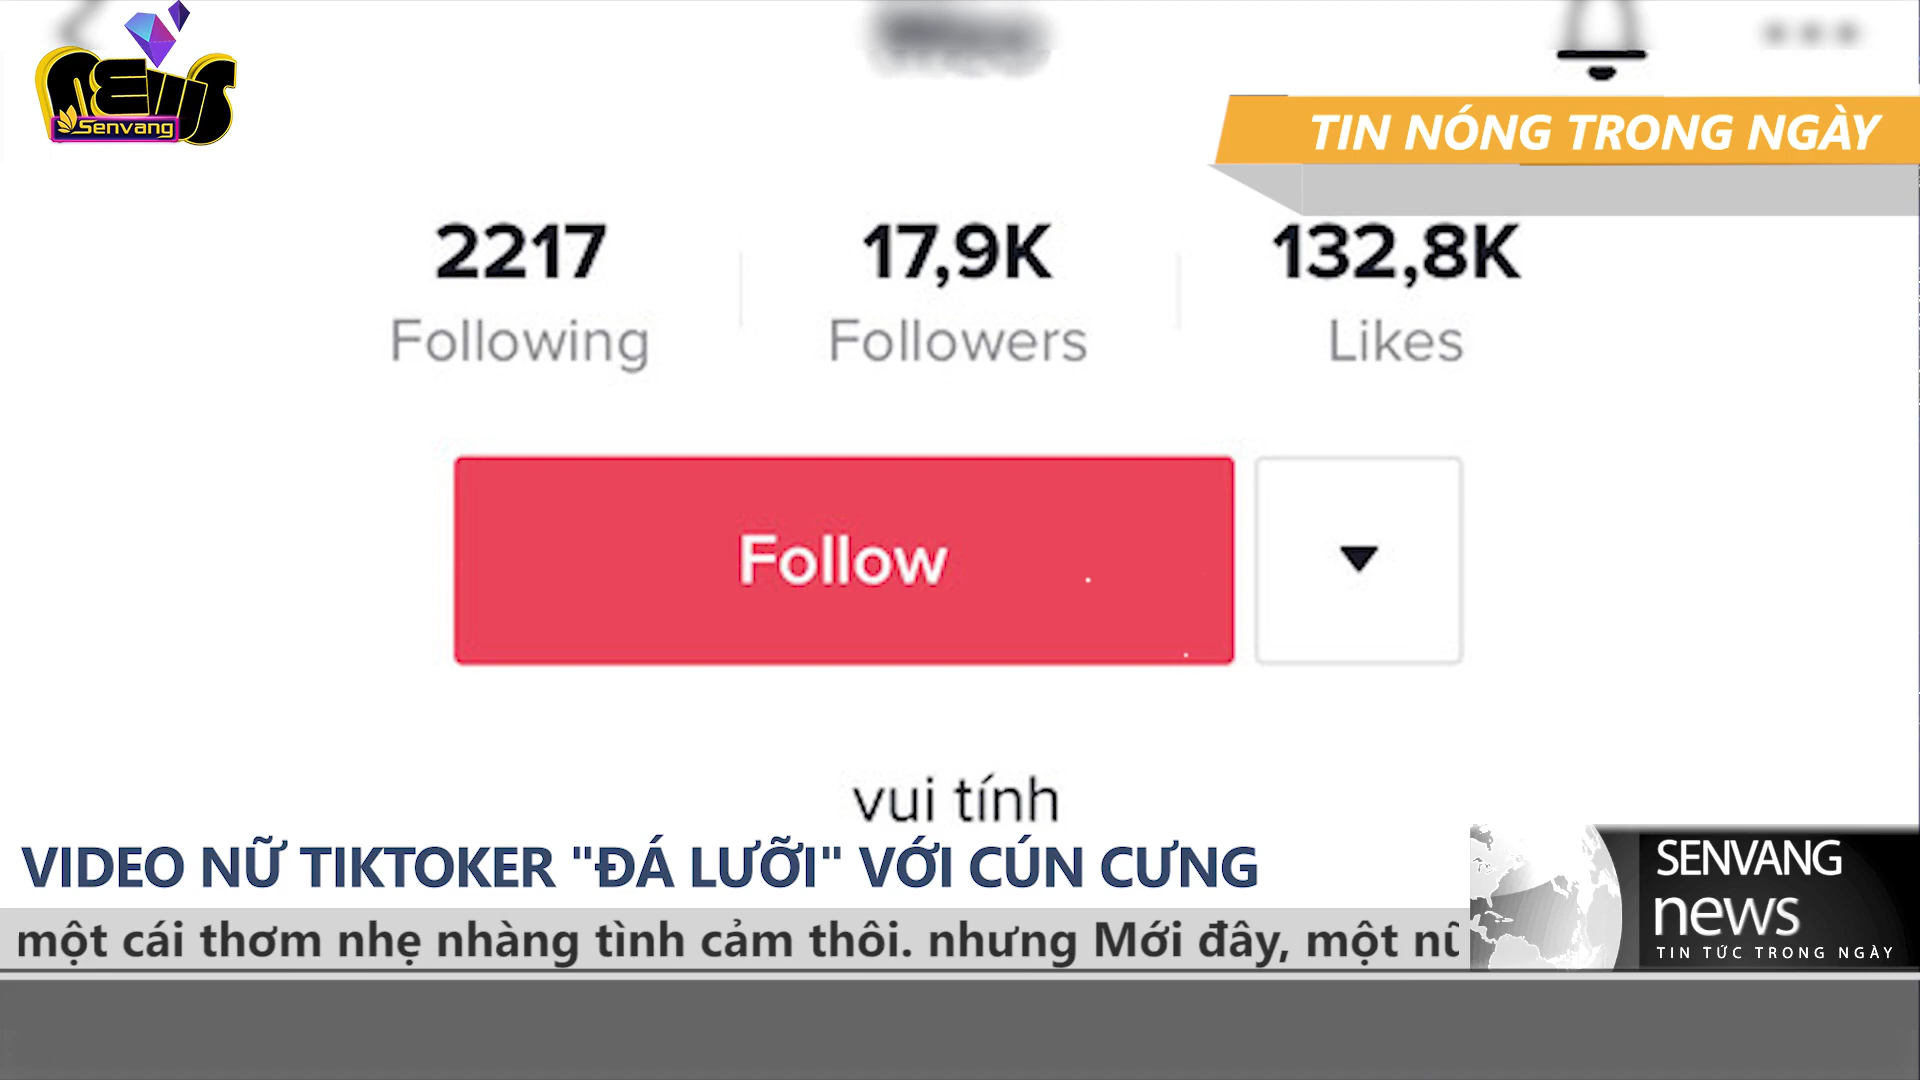 NEWS
Senvang
TIN NÓNG TRONG NGÀY
2217
Following
17,9K
Followers
132,8K
Likes
Follow
vui tính
VIDEO NỮ TIKTOKER "ĐÁ LƯỠI" VỚI CÚN CƯNG
một cái thơm nhẹ nhàng tình cảm thôi. nhưng Mới đây, một nữ
SENVANG
news
TIN TỨC TRONG NGÀY